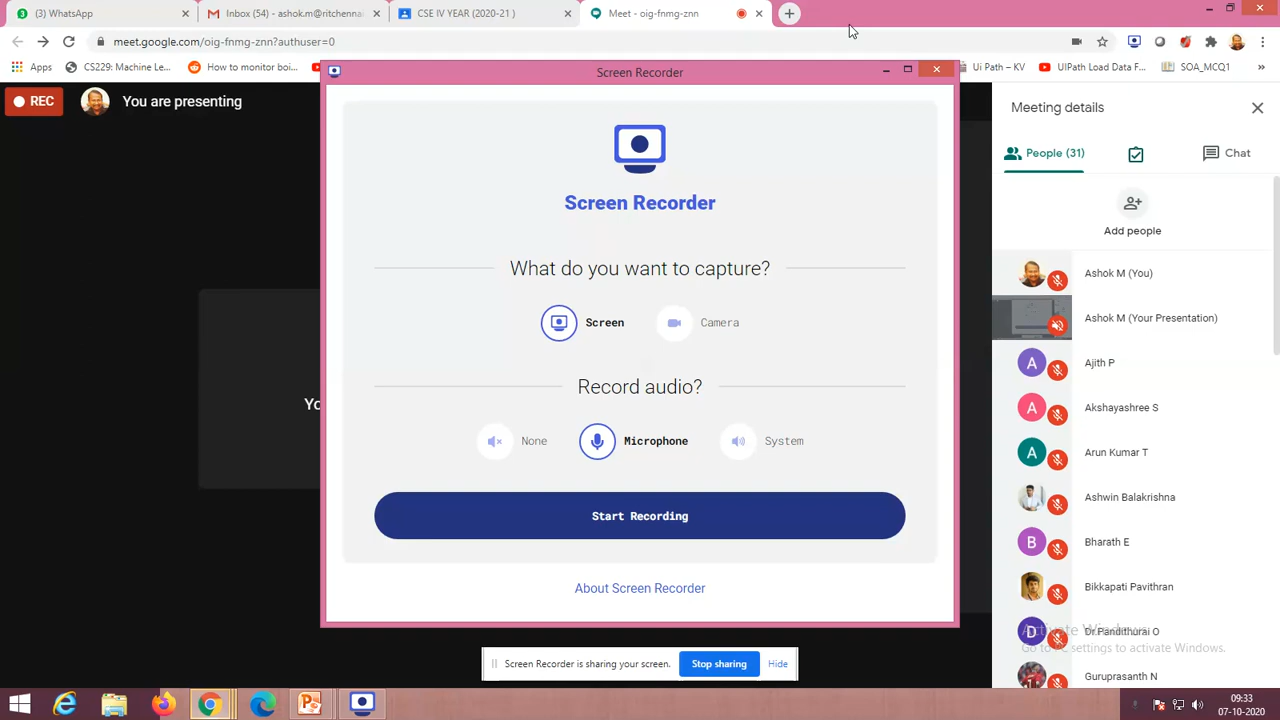 (3) WhatsApp
Inbox (54) - ashok.m@ritchennai
CSE IV YEAR (2020-21 )
Meet - oig-fnmg-znn
meet.google.com/oig-fnmg-znn?authuser=0
Apps
CS229: Machine Le...
How to monitor boi...
Ui Path – KV
UIPath Load Data F...
SOA_MCQ1
»
Screen Recorder
REC
You are presenting
Screen Recorder
What do you want to capture?
Screen
Camera
Record audio?
None
Microphone
System
Start Recording
About Screen Recorder
Yo
Screen Recorder is sharing your screen.
Stop sharing
Hide
Meeting details
People (31)
Chat
Add people
Ashok M (You)
Ashok M (Your Presentation)
A
Ajith P
A
Akshayashree S
A
Arun Kumar T
Ashwin Balakrishna
B
Bharath E
Bikkapati Pavithran
D
Dr.Pandithurai O
Guruprasanth N
Activate Windows
Go to PC settings to activate Windows.
09:33
07-10-2020